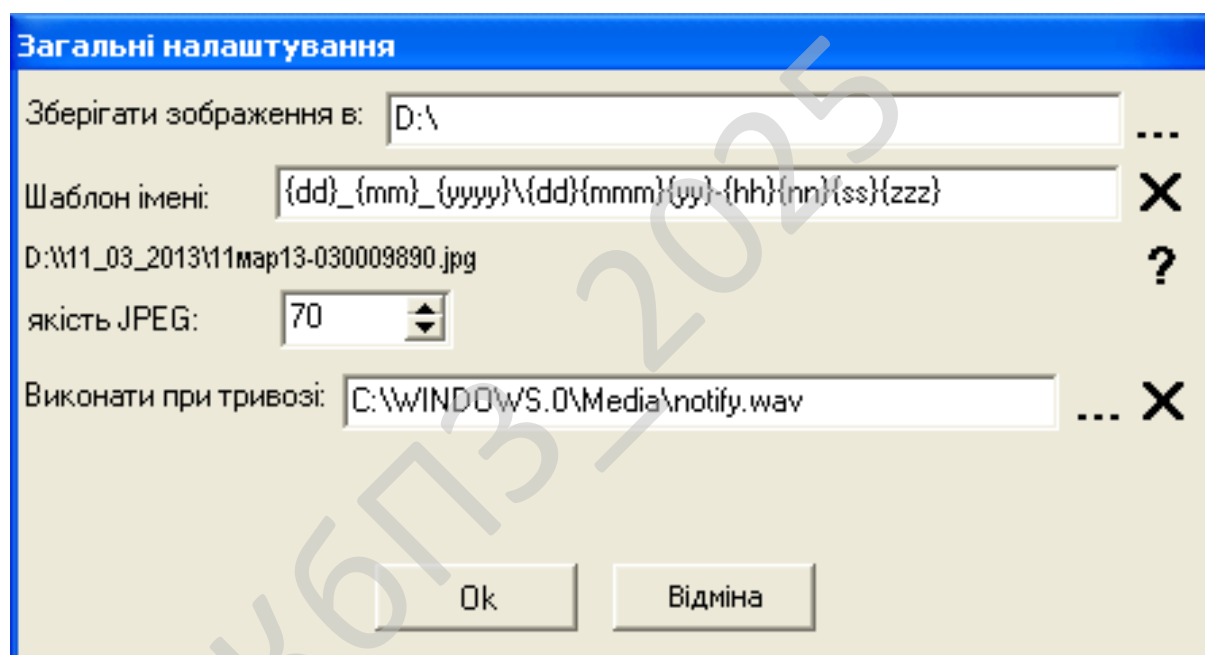 Загальні налаштування
Зберігати зображення в: D:\ ...
Шаблон імені: {dd}_{mm}_{yyyy}\{dd}{mmm}{yy}-{hh}{nn}{ss}{zzz} X
D:\\11_03_2013\11мар13-030009890.jpg ?
якість JPEG: 70
Виконати при тривозі: C:\WINDOWS.0\Media\notify.wav ... X
Ok Відміна
КбПЗ_2025